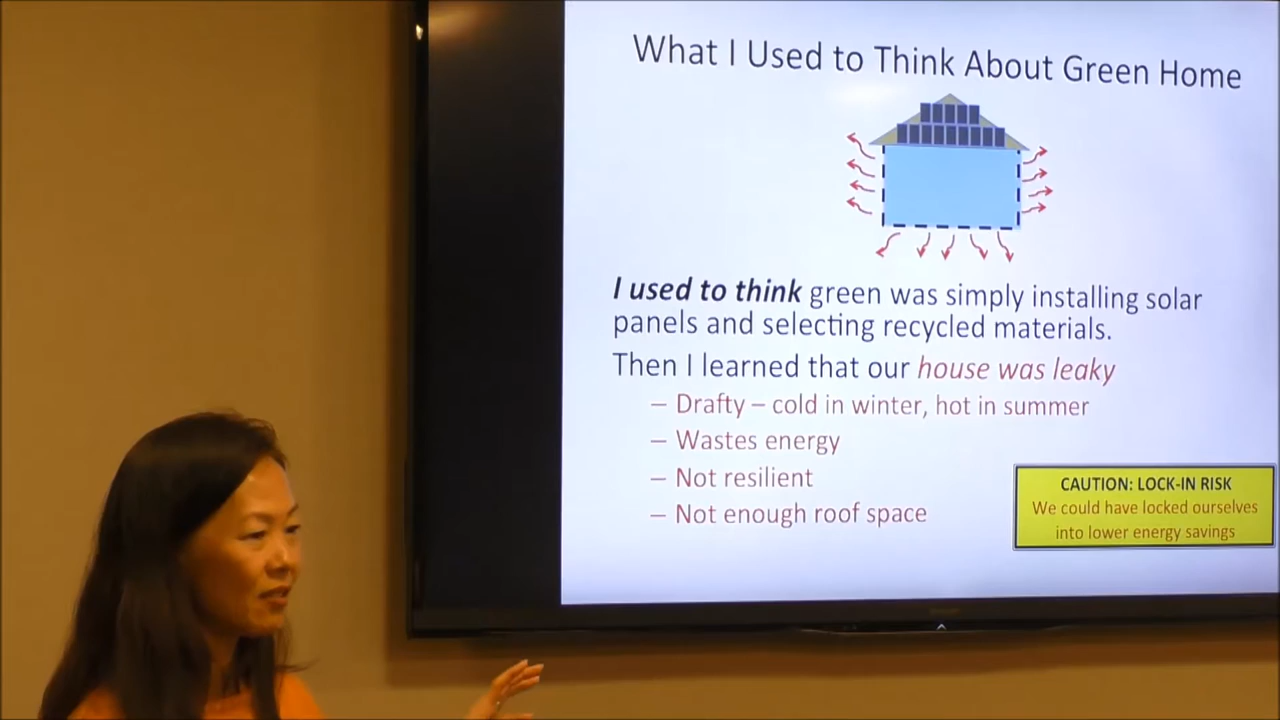 What I Used to Think About Green Home
I used to think green was simply installing solar
panels and selecting recycled materials.
Then I learned that our house was leaky
– Drafty – cold in winter, hot in summer
– Wastes energy
– Not resilient
– Not enough roof space
CAUTION: LOCK-IN RISK
We could have locked ourselves
into lower energy savings